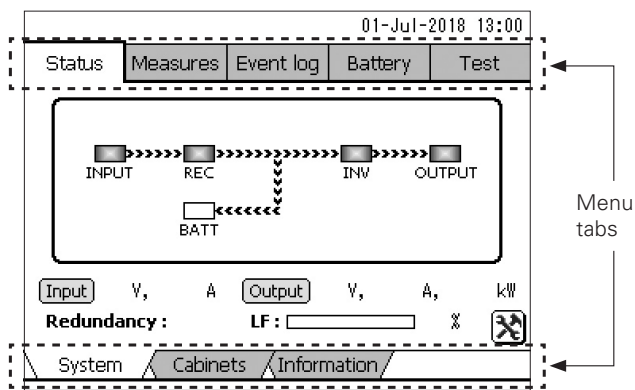 01-Jul-2018 13:00
Status Measures Event log Battery Test
INPUT REC INV OUTPUT
BATT
Menu
tabs
Input V, A Output V, A, kW
Redundancy : LF : %
System Cabinets Information